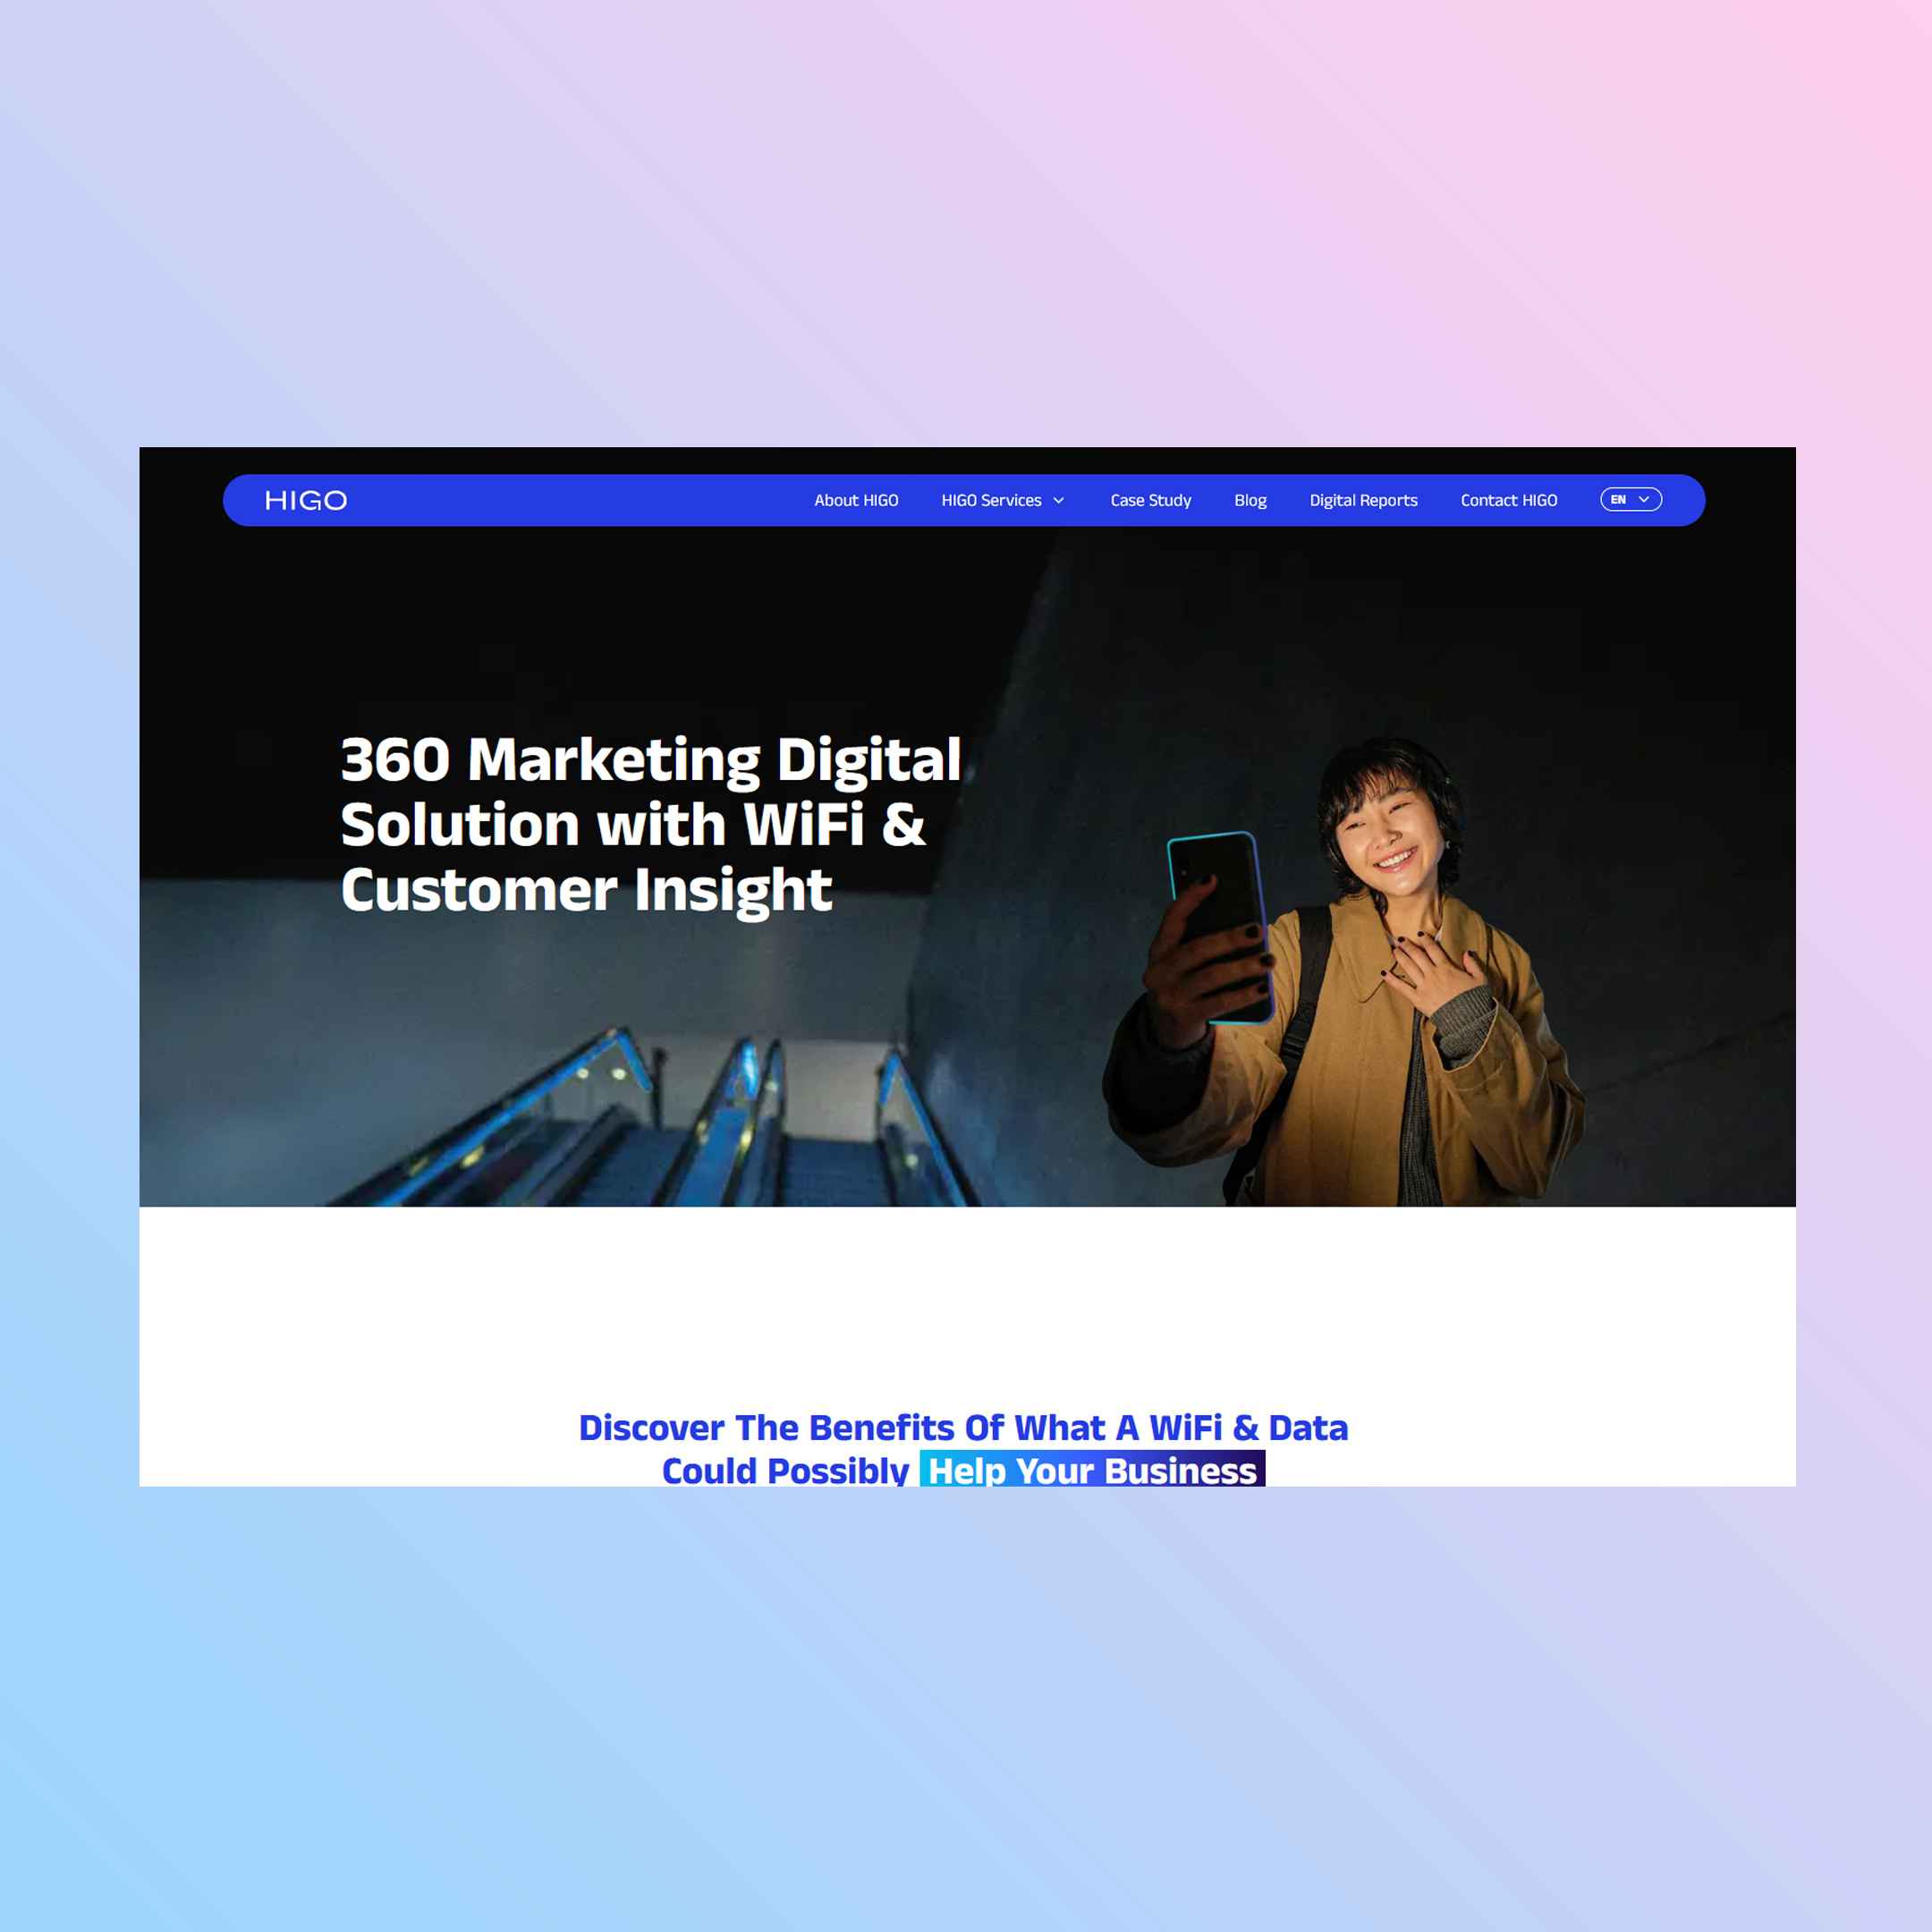 HIGO
About HIGO
HIGO Services
Case Study
Blog
Digital Reports
Contact HIGO
EN
360 Marketing Digital
Solution with WiFi &
Customer Insight
Discover The Benefits Of What A WiFi & Data
Could Possibly Help Your Business